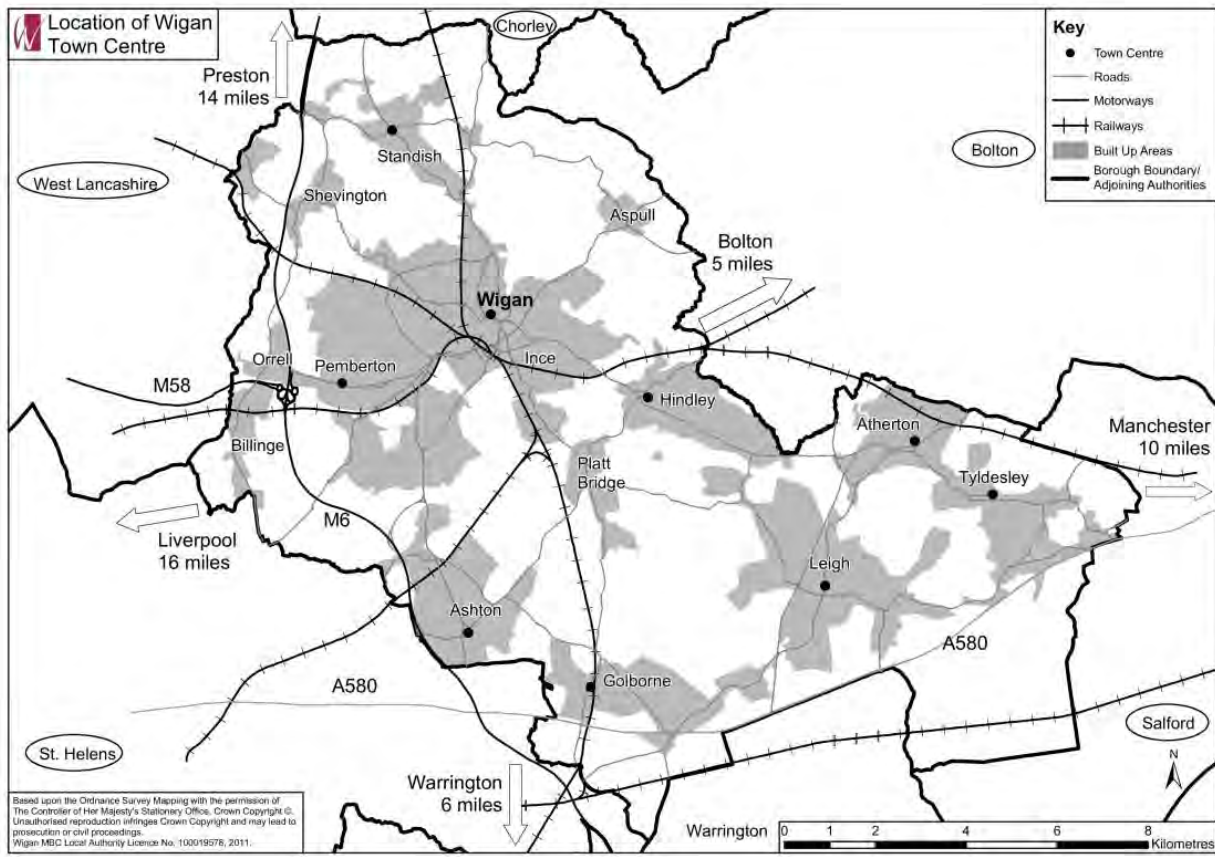 Location of Wigan
Town Centre
Chorley
Key
Town Centre
Roads
Motorways
Railways
Built Up Areas
Borough Boundary/
Adjoining Authorities
Preston
14 miles
Bolton
West Lancashire
Standish
Shevington
Aspull
Bolton
5 miles
Wigan
Orrell
Pemberton
Ince
M58
Hindley
Atherton
Manchester
10 miles
Billinge
Platt
Bridge
Tyldesley
M6
Liverpool
16 miles
Leigh
Ashton
A580
A580
Golborne
St. Helens
Salford
N
Warrington
6 miles
Based upon the Ordnance Survey Mapping with the permission of
The Controller of Her Majesty's Stationery Office, Crown Copyright ©.
Unauthorised reproduction infringes Crown Copyright and may lead to
prosecution or civil proceedings.
Wigan MBC Local Authority Licence No. 100019578, 2011.
Warrington
0 1 2 4 6 8
Kilometres